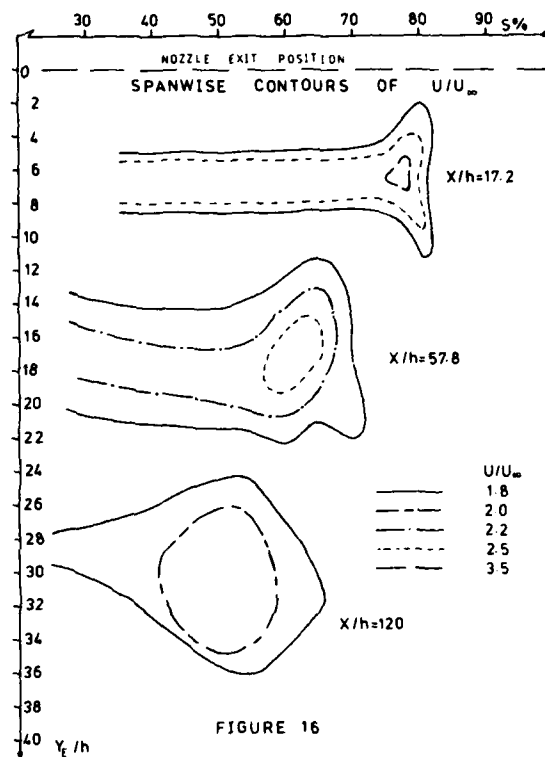 30 40 50 60 70 80 90 S%
NOZZLE EXIT POSITION
SPANWISE CONTOURS OF U/U∞
0
2
4
6
8
10
X/h=17.2
14
16
18
20
22
X/h=57.8
24
26
28
30
32
34
36
38
40
U/U∞
1.8
2.0
2.2
2.5
3.5
X/h=120
FIGURE 16
Y_E/h